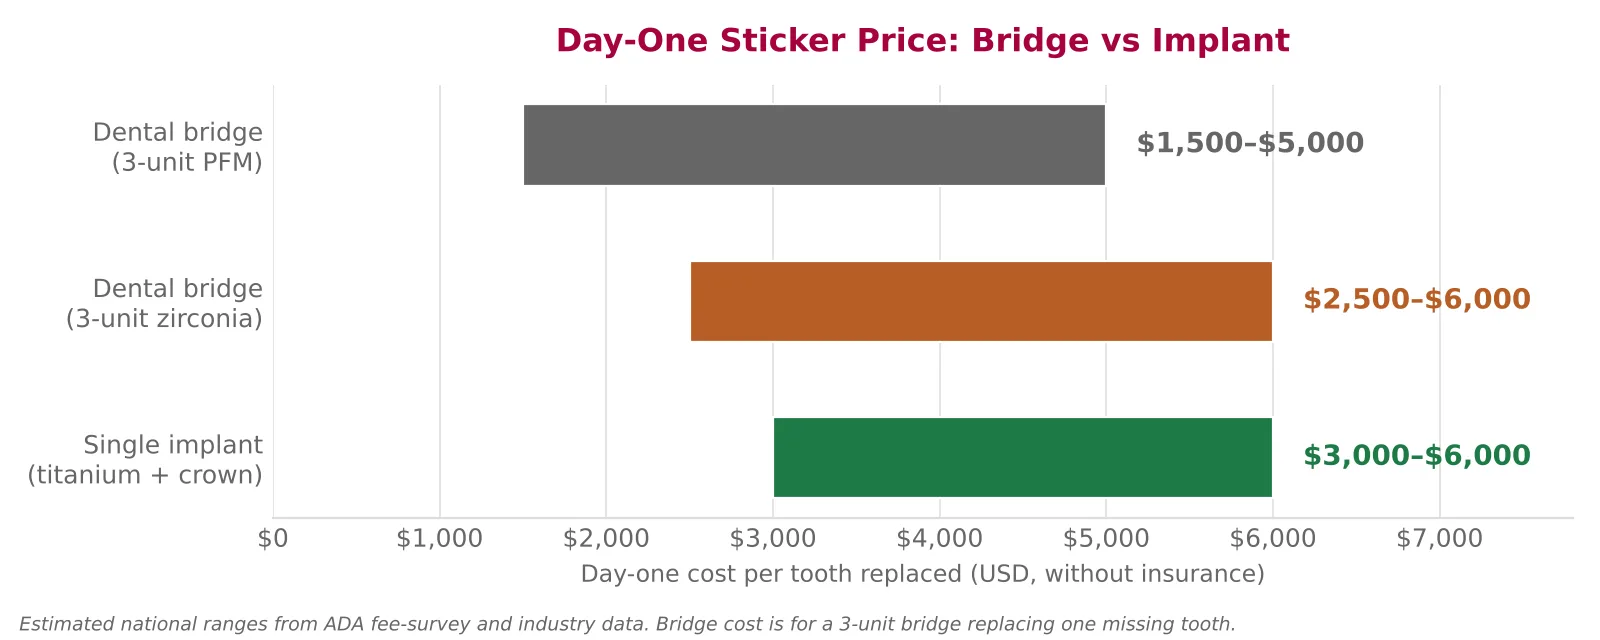 Day-One Sticker Price: Bridge vs Implant
Dental bridge
(3-unit PFM)
$1,500–$5,000
Dental bridge
(3-unit zirconia)
$2,500–$6,000
Single implant
(titanium + crown)
$3,000–$6,000
$0 $1,000 $2,000 $3,000 $4,000 $5,000 $6,000 $7,000
Day-one cost per tooth replaced (USD, without insurance)
Estimated national ranges from ADA fee-survey and industry data. Bridge cost is for a 3-unit bridge replacing one missing tooth.